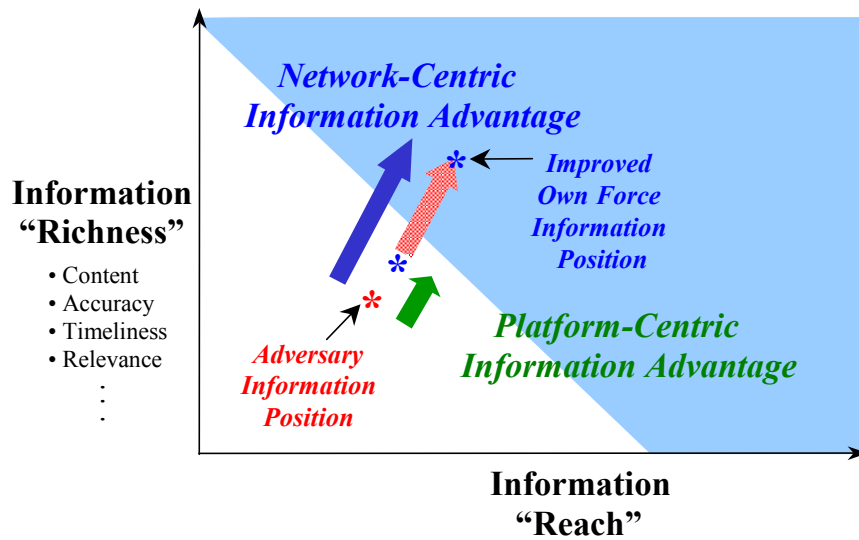 Network-Centric
Information Advantage
Information
“Richness”
• Content
• Accuracy
• Timeliness
• Relevance
.
.
.
*
Improved
Own Force
Information
Position
*
*
Adversary
Information
Position
Platform-Centric
Information Advantage
Information
“Reach”